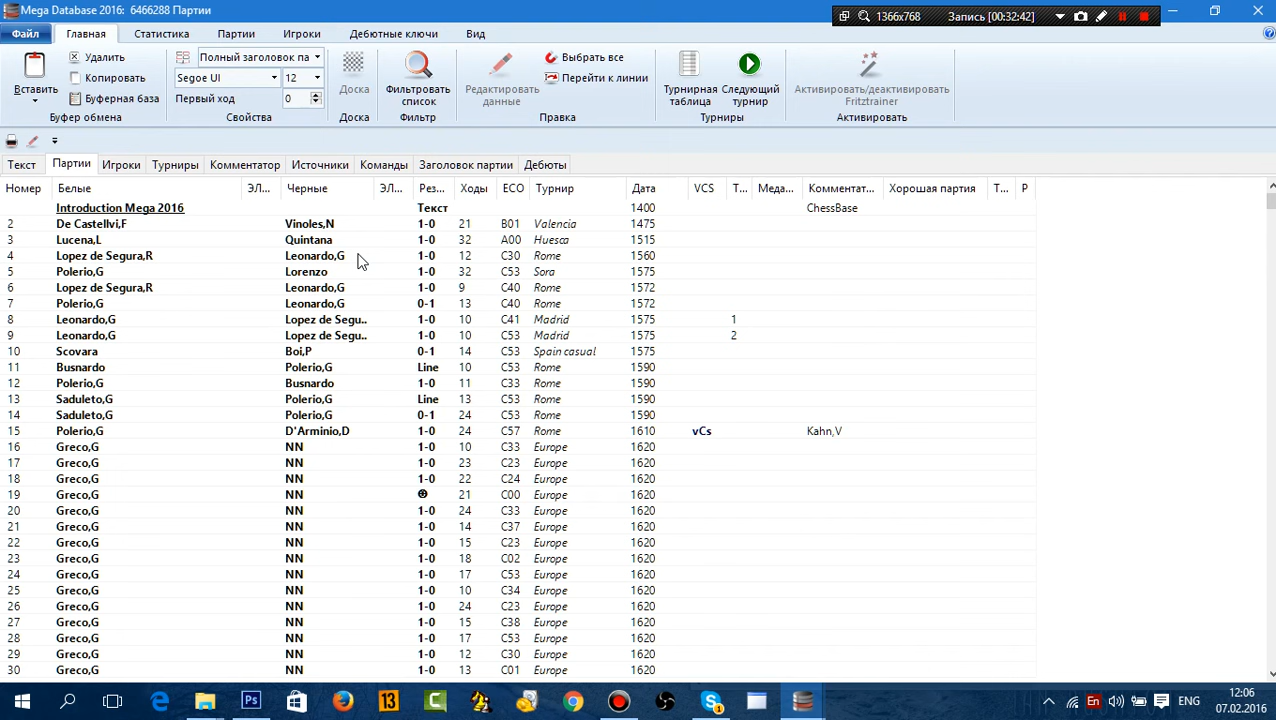 Mega Database 2016: 6466288 Партии
1366x768
Запись [00:32:42]
Файл Главная Статистика Партии Игроки Дебютные ключи Вид
Вставить
Удалить
Копировать
Буферная база
Буфер обмена
Полный заголовок па
Segoe UI 12
Первый ход 0
Свойства
Доска
Доска
Фильтровать список
Фильтр
Редактировать данные
Выбрать все
Перейти к линии
Правка
Турнирная таблица
Следующий турнир
Турниры
Активировать/деактивировать Fritztrainer
Активировать
Текст Партии Игроки Турниры Комментатор Источники Команды Заголовок партии Дебюты
Номер Белые ЭЛ... Черные ЭЛ... Рез... Ходы ECO Турнир Дата VCS Т... Меда... Комментат... Хорошая партия Т... Р
Introduction Mega 2016 Текст 1400 ChessBase
2 De Castellvi,F Vinoles,N 1-0 21 B01 Valencia 1475
3 Lucena,L Quintana 1-0 32 A00 Huesca 1515
4 Lopez de Segura,R Leonardo,G 1-0 12 C30 Rome 1560
5 Polerio,G Lorenzo 1-0 32 C53 Sora 1575
6 Lopez de Segura,R Leonardo,G 1-0 9 C40 Rome 1572
7 Polerio,G Leonardo,G 0-1 13 C40 Rome 1572
8 Leonardo,G Lopez de Segu.. 1-0 10 C41 Madrid 1575 1
9 Leonardo,G Lopez de Segu.. 1-0 10 C53 Madrid 1575 2
10 Scovara Boi,P 0-1 14 C53 Spain casual 1575
11 Busnardo Polerio,G Line 10 C53 Rome 1590
12 Polerio,G Busnardo 1-0 11 C33 Rome 1590
13 Saduleto,G Polerio,G Line 13 C53 Rome 1590
14 Saduleto,G Polerio,G 0-1 24 C53 Rome 1590
15 Polerio,G D'Arminio,D 1-0 24 C57 Rome 1610 vCs Kahn,V
16 Greco,G NN 1-0 10 C33 Europe 1620
17 Greco,G NN 1-0 23 C23 Europe 1620
18 Greco,G NN 1-0 22 C24 Europe 1620
19 Greco,G NN 21 C00 Europe 1620
20 Greco,G NN 1-0 24 C33 Europe 1620
21 Greco,G NN 1-0 14 C37 Europe 1620
22 Greco,G NN 1-0 15 C23 Europe 1620
23 Greco,G NN 1-0 18 C02 Europe 1620
24 Greco,G NN 1-0 17 C53 Europe 1620
25 Greco,G NN 1-0 10 C34 Europe 1620
26 Greco,G NN 1-0 24 C23 Europe 1620
27 Greco,G NN 1-0 15 C38 Europe 1620
28 Greco,G NN 1-0 17 C53 Europe 1620
29 Greco,G NN 1-0 12 C30 Europe 1620
30 Greco,G NN 1-0 13 C01 Europe 1620
En ENG 12:06
07.02.2016